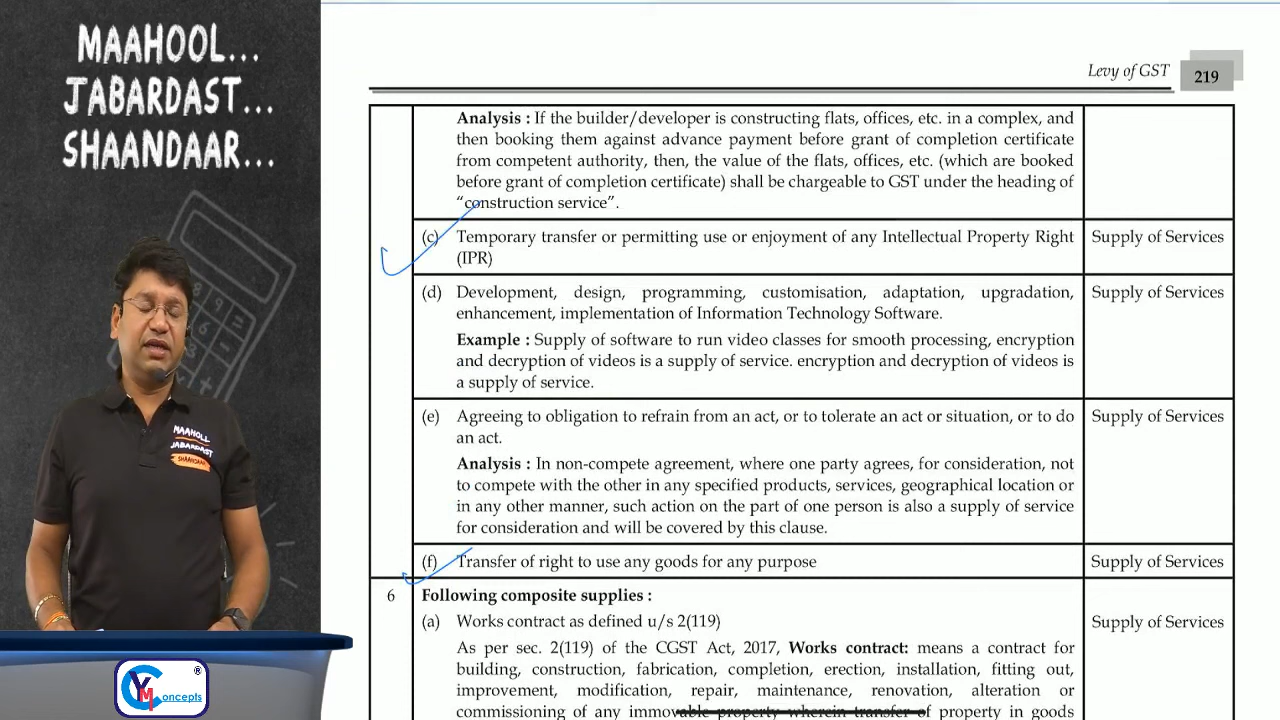 MAAHOOL...
JABARDAST...
SHAANDAAR...
MAAHOLL
JABARDAST
SHAANDAAR
CYMConcepts
®
Levy of GST 219
Analysis : If the builder/developer is constructing flats, offices, etc. in a complex, and
then booking them against advance payment before grant of completion certificate
from competent authority, then, the value of the flats, offices, etc. (which are booked
before grant of completion certificate) shall be chargeable to GST under the heading of
“construction service”.
(c) Temporary transfer or permitting use or enjoyment of any Intellectual Property Right Supply of Services
(IPR)
(d) Development, design, programming, customisation, adaptation, upgradation, Supply of Services
enhancement, implementation of Information Technology Software.
Example : Supply of software to run video classes for smooth processing, encryption
and decryption of videos is a supply of service. encryption and decryption of videos is
a supply of service.
(e) Agreeing to obligation to refrain from an act, or to tolerate an act or situation, or to do Supply of Services
an act.
Analysis : In non-compete agreement, where one party agrees, for consideration, not
to compete with the other in any specified products, services, geographical location or
in any other manner, such action on the part of one person is also a supply of service
for consideration and will be covered by this clause.
(f) Transfer of right to use any goods for any purpose Supply of Services
6 Following composite supplies :
(a) Works contract as defined u/s 2(119) Supply of Services
As per sec. 2(119) of the CGST Act, 2017, Works contract: means a contract for
building, construction, fabrication, completion, erection, installation, fitting out,
improvement, modification, repair, maintenance, renovation, alteration or
commissioning of any immovable property wherein transfer of property in goods